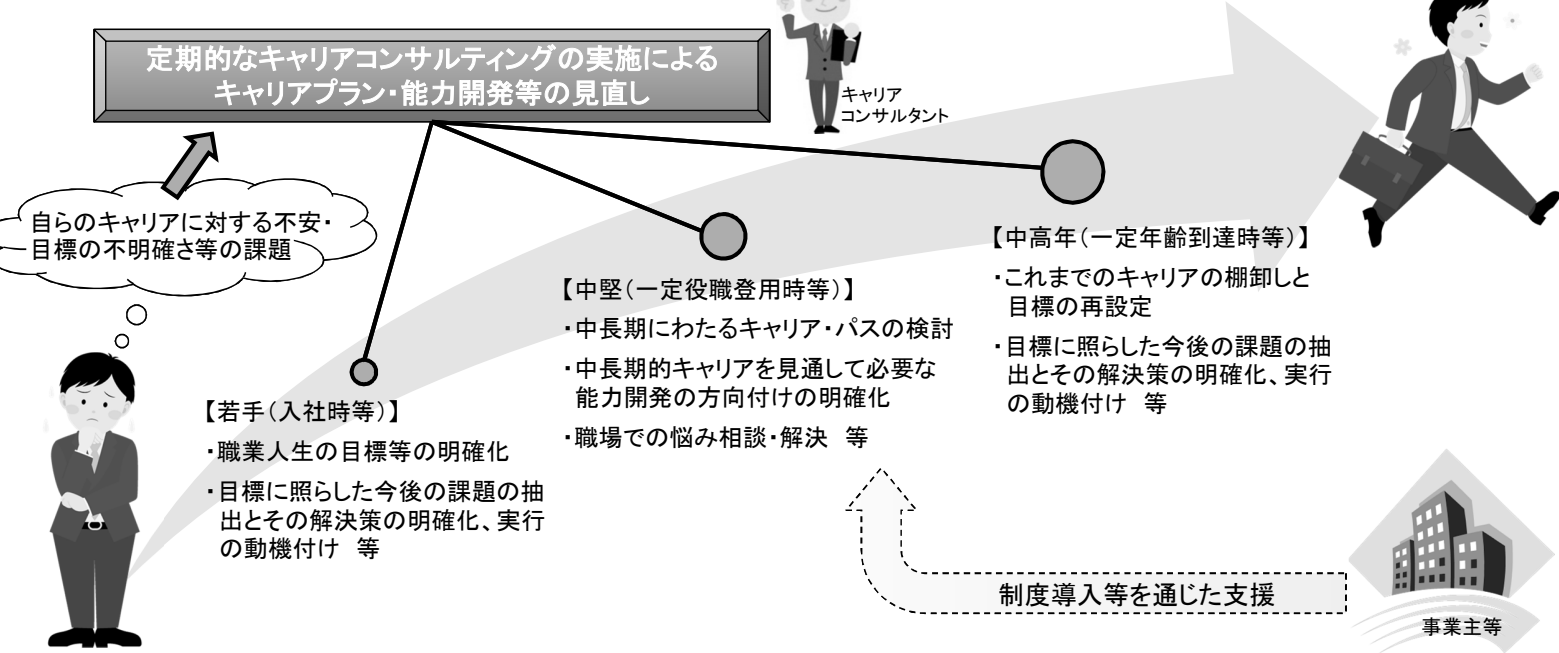 定期的なキャリアコンサルティングの実施による
キャリアプラン・能力開発等の見直し
キャリア
コンサルタント
自らのキャリアに対する不安・
目標の不明確さ等の課題
【若手(入社時等)】
・職業人生の目標等の明確化
・目標に照らした今後の課題の抽
出とその解決策の明確化、実行
の動機付け 等
【中堅(一定役職登用時等)】
・中長期にわたるキャリア・パスの検討
・中長期的キャリアを見通して必要な
能力開発の方向付けの明確化
・職場での悩み相談・解決 等
【中高年(一定年齢到達時等)】
・これまでのキャリアの棚卸しと
目標の再設定
・目標に照らした今後の課題の抽
出とその解決策の明確化、実行
の動機付け 等
制度導入等を通じた支援
事業主等